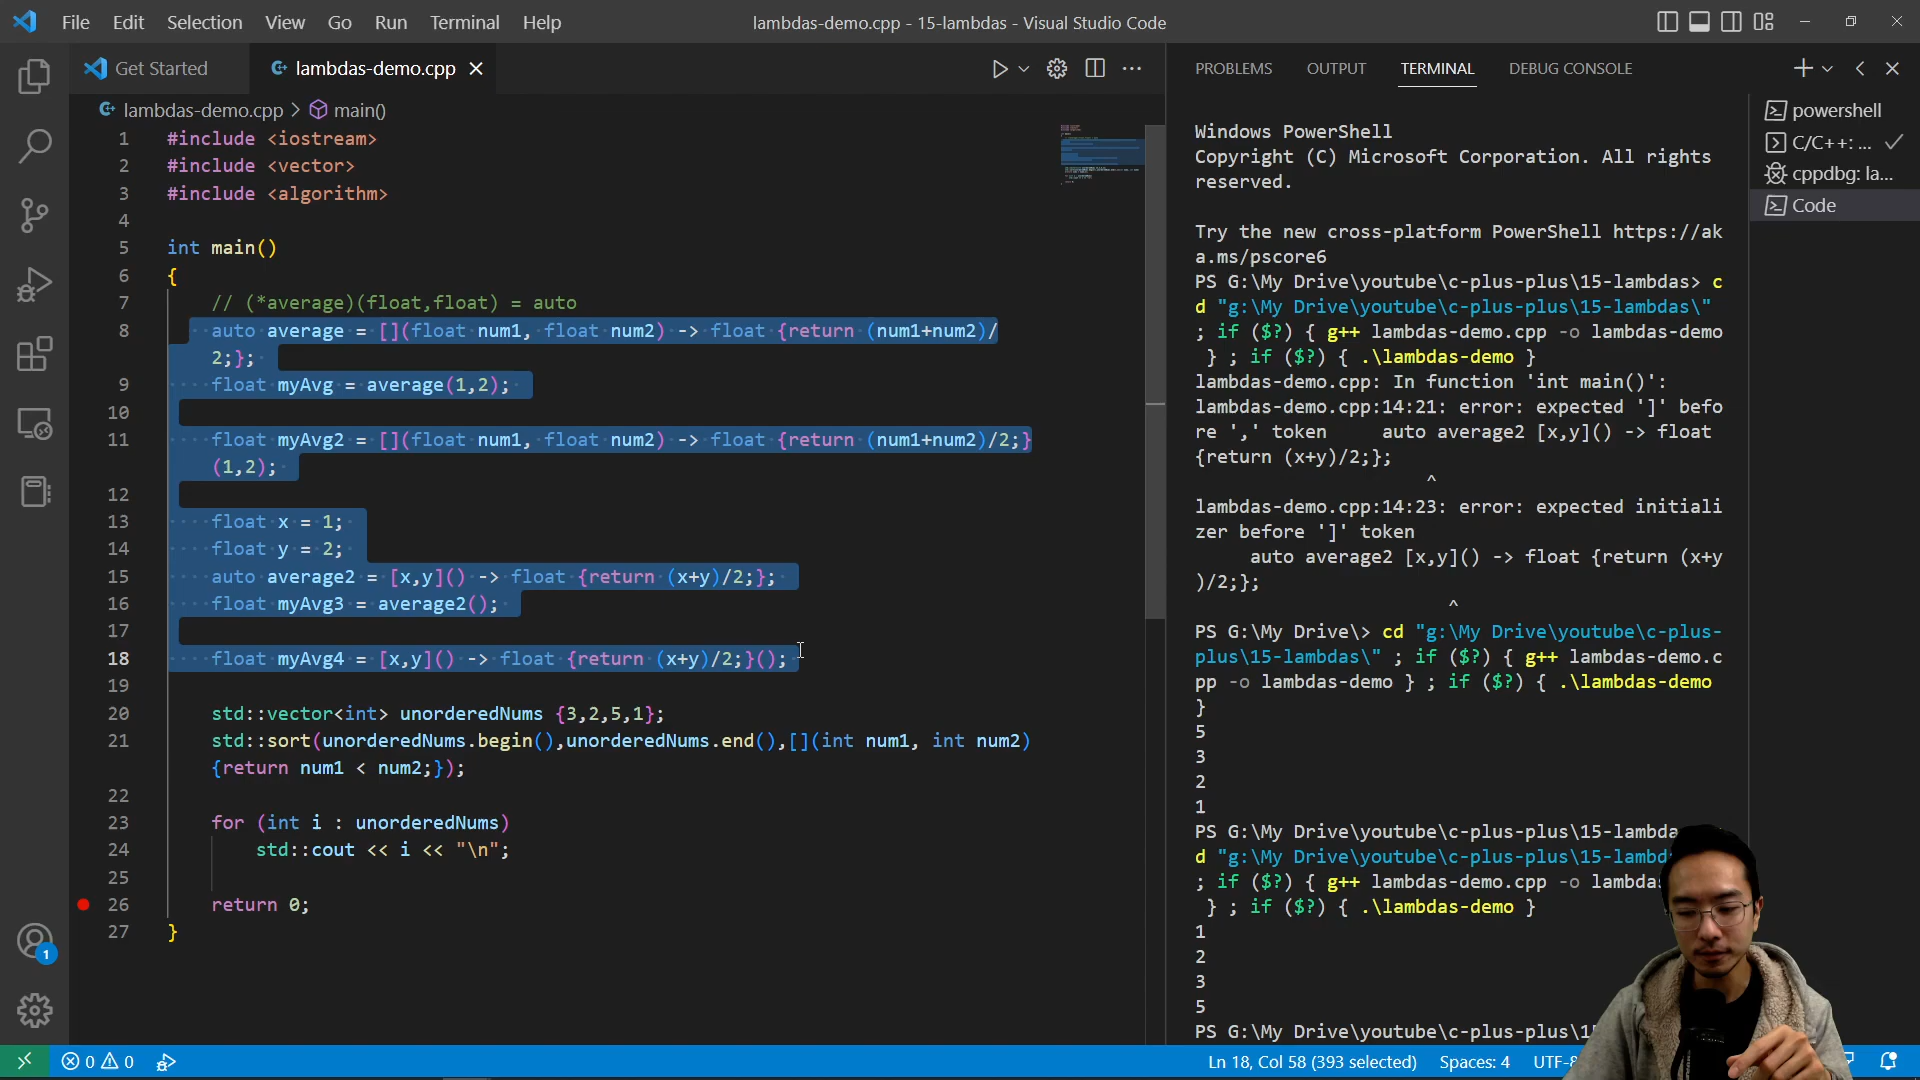 File Edit Selection View Go Run Terminal Help
lambdas-demo.cpp - 15-lambdas - Visual Studio Code
Get Started
lambdas-demo.cpp
lambdas-demo.cpp > main()
1 #include <iostream>
2 #include <vector>
3 #include <algorithm>
4
5 int main()
6 {
7 // (*average)(float,float) = auto
8 auto average = [](float num1, float num2) -> float {return (num1+num2)/
2;};
9 float myAvg = average(1,2);
10
11 float myAvg2 = [](float num1, float num2) -> float {return (num1+num2)/2;}
(1,2);
12
13 float x = 1;
14 float y = 2;
15 auto average2 = [x,y]() -> float {return (x+y)/2;};
16 float myAvg3 = average2();
17
18 float myAvg4 = [x,y]() -> float {return (x+y)/2;}();
19
20 std::vector<int> unorderedNums {3,2,5,1};
21 std::sort(unorderedNums.begin(),unorderedNums.end(),[](int num1, int num2)
{return num1 < num2;});
22
23 for (int i : unorderedNums)
24 std::cout << i << "\n";
25
26 return 0;
27 }
PROBLEMS OUTPUT TERMINAL DEBUG CONSOLE
Windows PowerShell
Copyright (C) Microsoft Corporation. All rights
reserved.
Try the new cross-platform PowerShell https://ak
a.ms/pscore6
PS G:\My Drive\youtube\c-plus-plus\15-lambdas> c
d "g:\My Drive\youtube\c-plus-plus\15-lambdas\"
; if ($?) { g++ lambdas-demo.cpp -o lambdas-demo
} ; if ($?) { .\lambdas-demo }
lambdas-demo.cpp: In function 'int main()':
lambdas-demo.cpp:14:21: error: expected ']' befo
re ',' token auto average2 [x,y]() -> float
{return (x+y)/2;};
^
lambdas-demo.cpp:14:23: error: expected initiali
zer before ']' token
auto average2 [x,y]() -> float {return (x+y
)/2;};
^
PS G:\My Drive\> cd "g:\My Drive\youtube\c-plus-
plus\15-lambdas\" ; if ($?) { g++ lambdas-demo.c
pp -o lambdas-demo } ; if ($?) { .\lambdas-demo
}
5
3
2
1
PS G:\My Drive\youtube\c-plus-plus\15-lambda
d "g:\My Drive\youtube\c-plus-plus\15-lambd
; if ($?) { g++ lambdas-demo.cpp -o lambda
} ; if ($?) { .\lambdas-demo }
1
2
3
5
PS G:\My Drive\youtube\c-plus-plus\1
powershell
C/C++: ...
cppdbg: la...
Code
1
0 0
Ln 18, Col 58 (393 selected) Spaces: 4 UTF-8